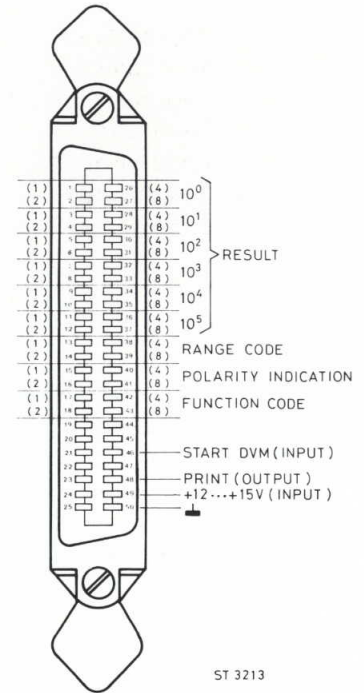 (1) 1 26 (4) 10⁰
(2) 2 27 (8)
(1) 3 28 (4) 10¹
(2) 4 29 (8)
(1) 5 30 (4) 10²
(2) 6 31 (8)
RESULT
(1) 7 32 (4) 10³
(2) 8 33 (8)
(1) 9 34 (4) 10⁴
(2) 10 35 (8)
(1) 11 36 (4) 10⁵
(2) 12 37 (8)
(1) 13 38 (4) RANGE CODE
(2) 14 39 (8)
(1) 15 40 (4) POLARITY INDICATION
(2) 16 41 (8)
(1) 17 42 (4) FUNCTION CODE
(2) 18 43 (8)
19 44
20 45
21 46 START DVM (INPUT)
22 47
23 48 PRINT (OUTPUT)
24 49 +12···+15V (INPUT)
25 50
ST 3213